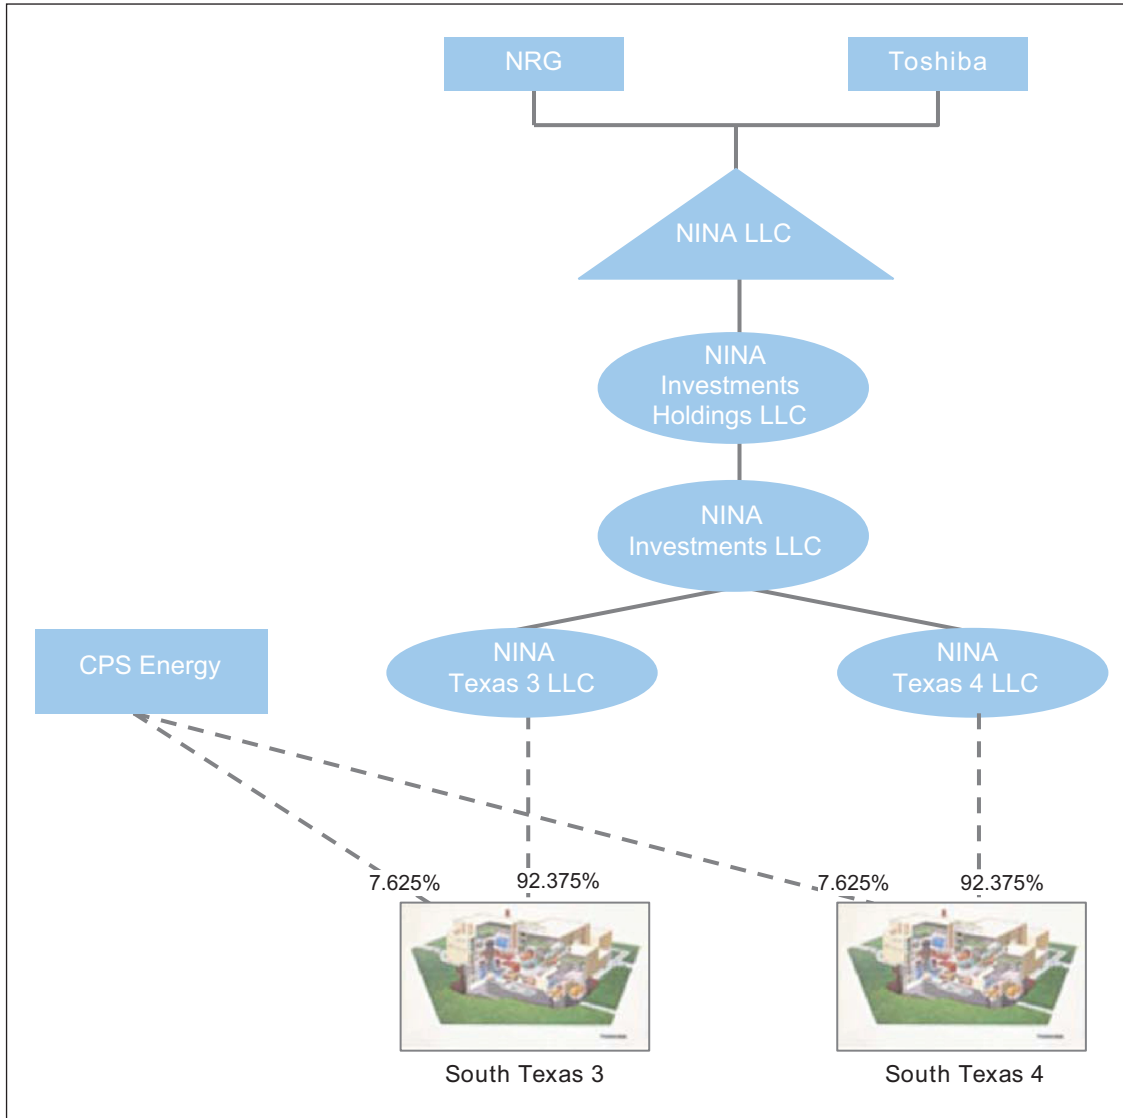 NRG
Toshiba
NINA LLC
NINA
Investments
Holdings LLC
NINA
Investments LLC
CPS Energy
NINA
Texas 3 LLC
NINA
Texas 4 LLC
7.625%
92.375%
7.625%
92.375%
South Texas 3
South Texas 4